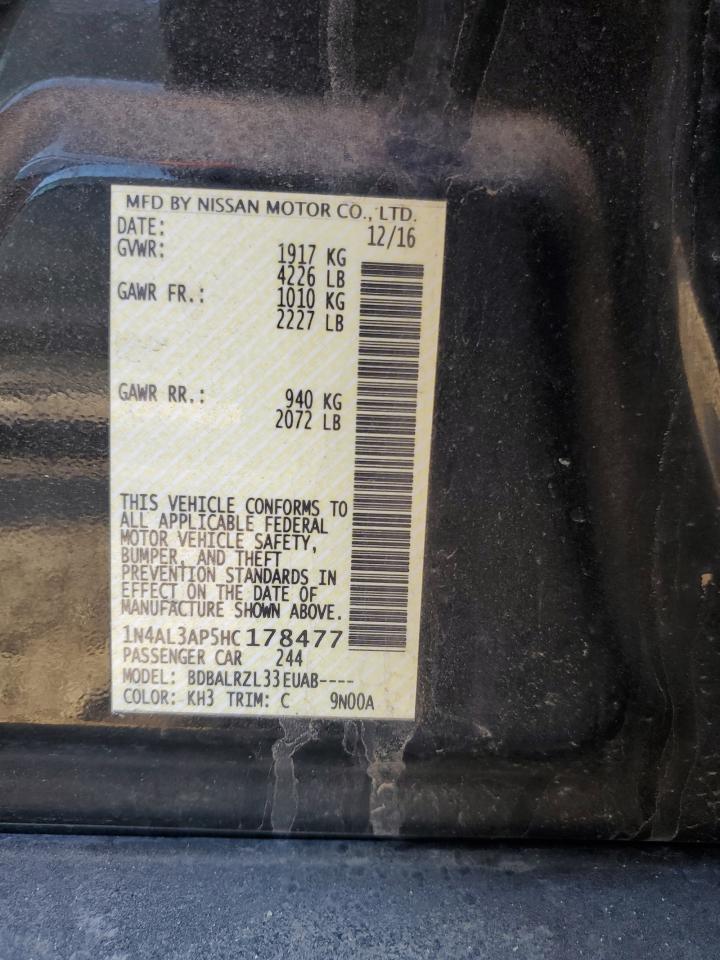 MFD BY NISSAN MOTOR CO., LTD.
DATE: 12/16
GVWR: 1917 KG
4226 LB
GAWR FR.: 1010 KG
2227 LB
GAWR RR.: 940 KG
2072 LB
THIS VEHICLE CONFORMS TO
ALL APPLICABLE FEDERAL
MOTOR VEHICLE SAFETY,
BUMPER, AND THEFT
PREVENTION STANDARDS IN
EFFECT ON THE DATE OF
MANUFACTURE SHOWN ABOVE.
1N4AL3AP5HC178477
PASSENGER CAR 244
MODEL: BDBALRZL33EUAB----
COLOR: KH3 TRIM: C 9N00A